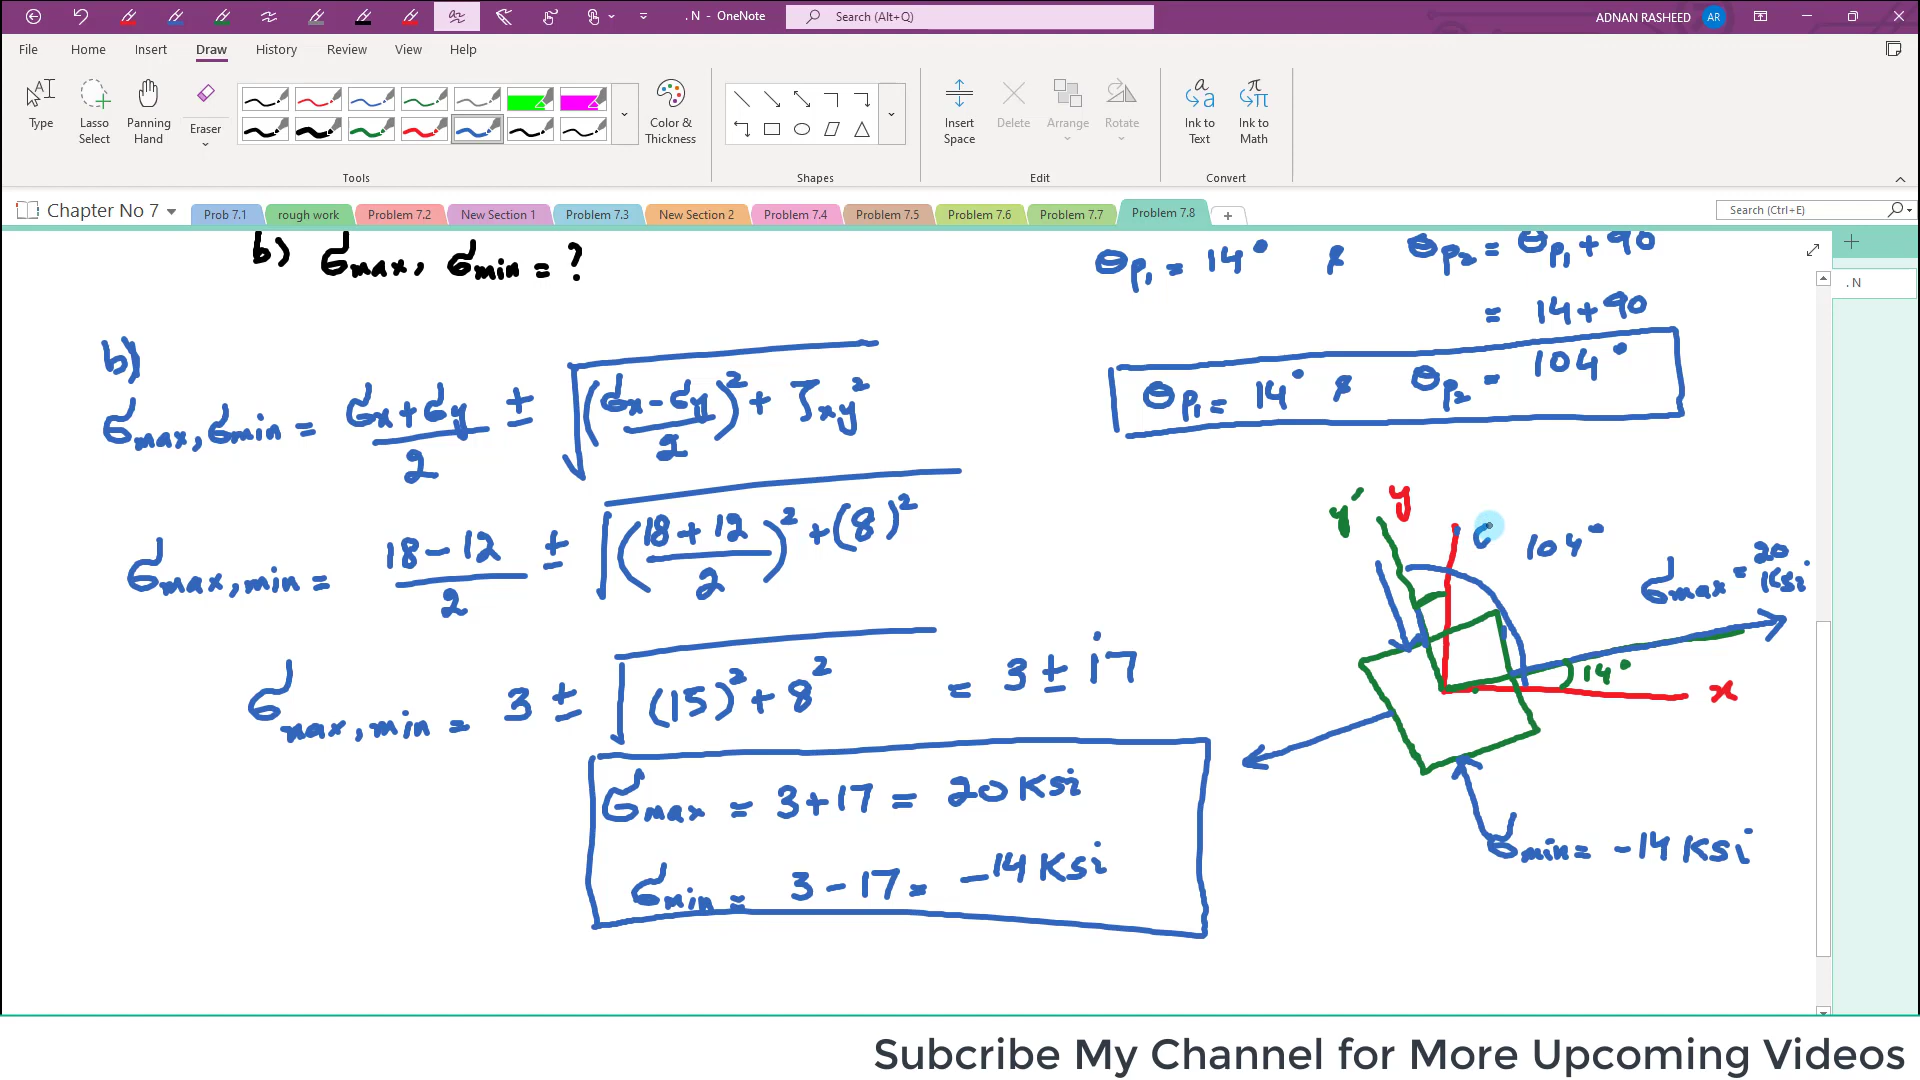 . N - OneNote
Search (Alt+Q)
ADNAN RASHEED
AR
File Home Insert Draw History Review View Help
Type
Lasso Select
Panning Hand
Eraser
Color & Thickness
Insert Space
Delete
Arrange
Rotate
Ink to Text
Ink to Math
Tools
Shapes
Edit
Convert
Chapter No 7
Prob 7.1
rough work
Problem 7.2
New Section 1
Problem 7.3
New Section 2
Problem 7.4
Problem 7.5
Problem 7.6
Problem 7.7
Problem 7.8
Search (Ctrl+E)
. N
b) σmax, σmin = ?
b)
σmax, σmin = (σx + σy)/2 ± √(((σx - σy)/2)² + τxy²)
σmax,min = (18 - 12)/2 ± √(((18 + 12)/2)² + (8)²)
σmax,min = 3 ± √((15)² + 8²) = 3 ± 17
σmax = 3 + 17 = 20 Ksi
σmin = 3 - 17 = -14 Ksi
θp1 = 14° & θp2 = θp1 + 90
= 14 + 90
θp1 = 14° & θp2 = 104°
y'
y
104°
σmax = 20 Ksi
14°
x
σmin = -14 Ksi
Subcribe My Channel for More Upcoming Videos